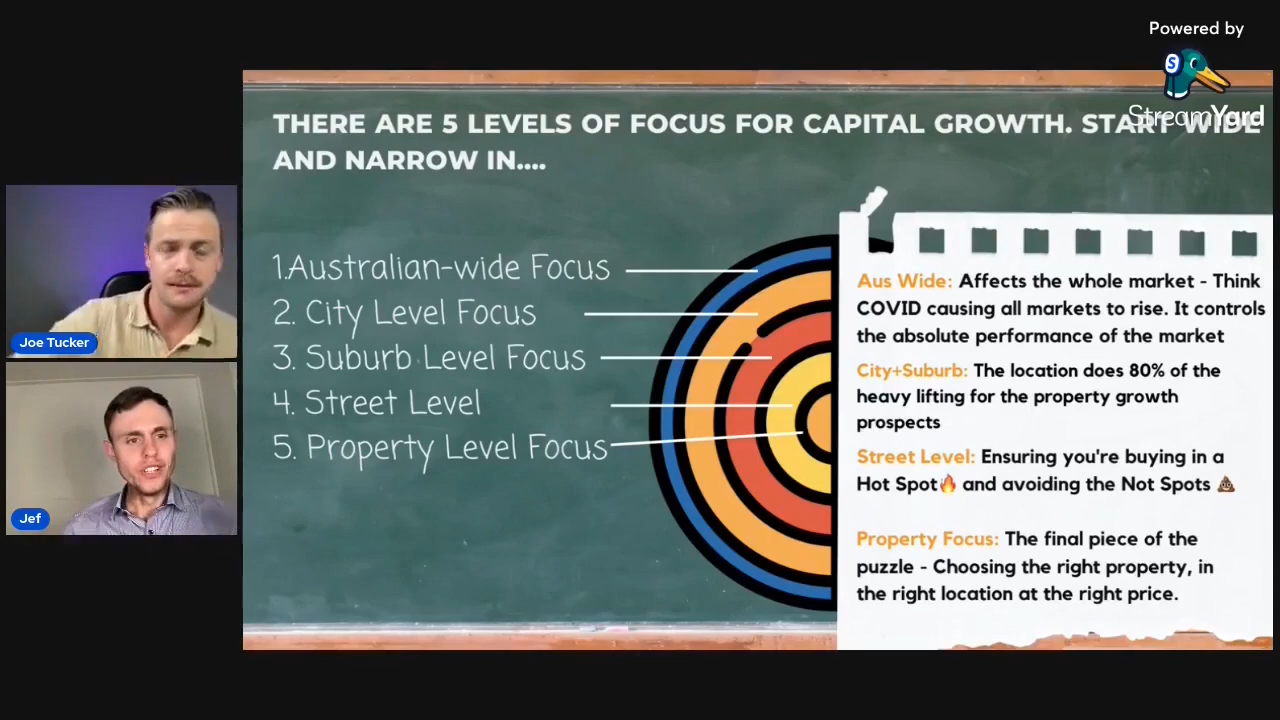 Powered by
StreamYard
THERE ARE 5 LEVELS OF FOCUS FOR CAPITAL GROWTH. START WIDE
AND NARROW IN....
1.Australian-wide Focus
2. City Level Focus
3. Suburb Level Focus
4. Street Level
5. Property Level Focus
Aus Wide: Affects the whole market - Think
COVID causing all markets to rise. It controls
the absolute performance of the market
City+Suburb: The location does 80% of the
heavy lifting for the property growth
prospects
Street Level: Ensuring you're buying in a
Hot Spot🔥 and avoiding the Not Spots 💩
Property Focus: The final piece of the
puzzle - Choosing the right property, in
the right location at the right price.
Joe Tucker
Jef